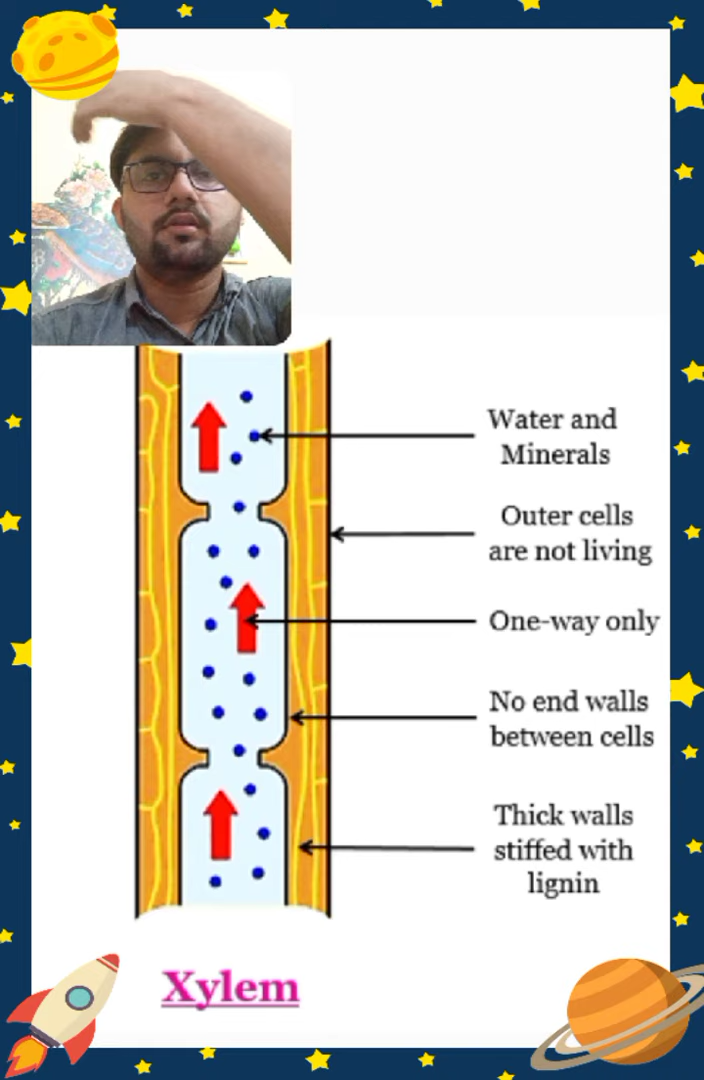 Water and
Minerals
Outer cells
are not living
One-way only
No end walls
between cells
Thick walls
stiffed with
lignin
Xylem